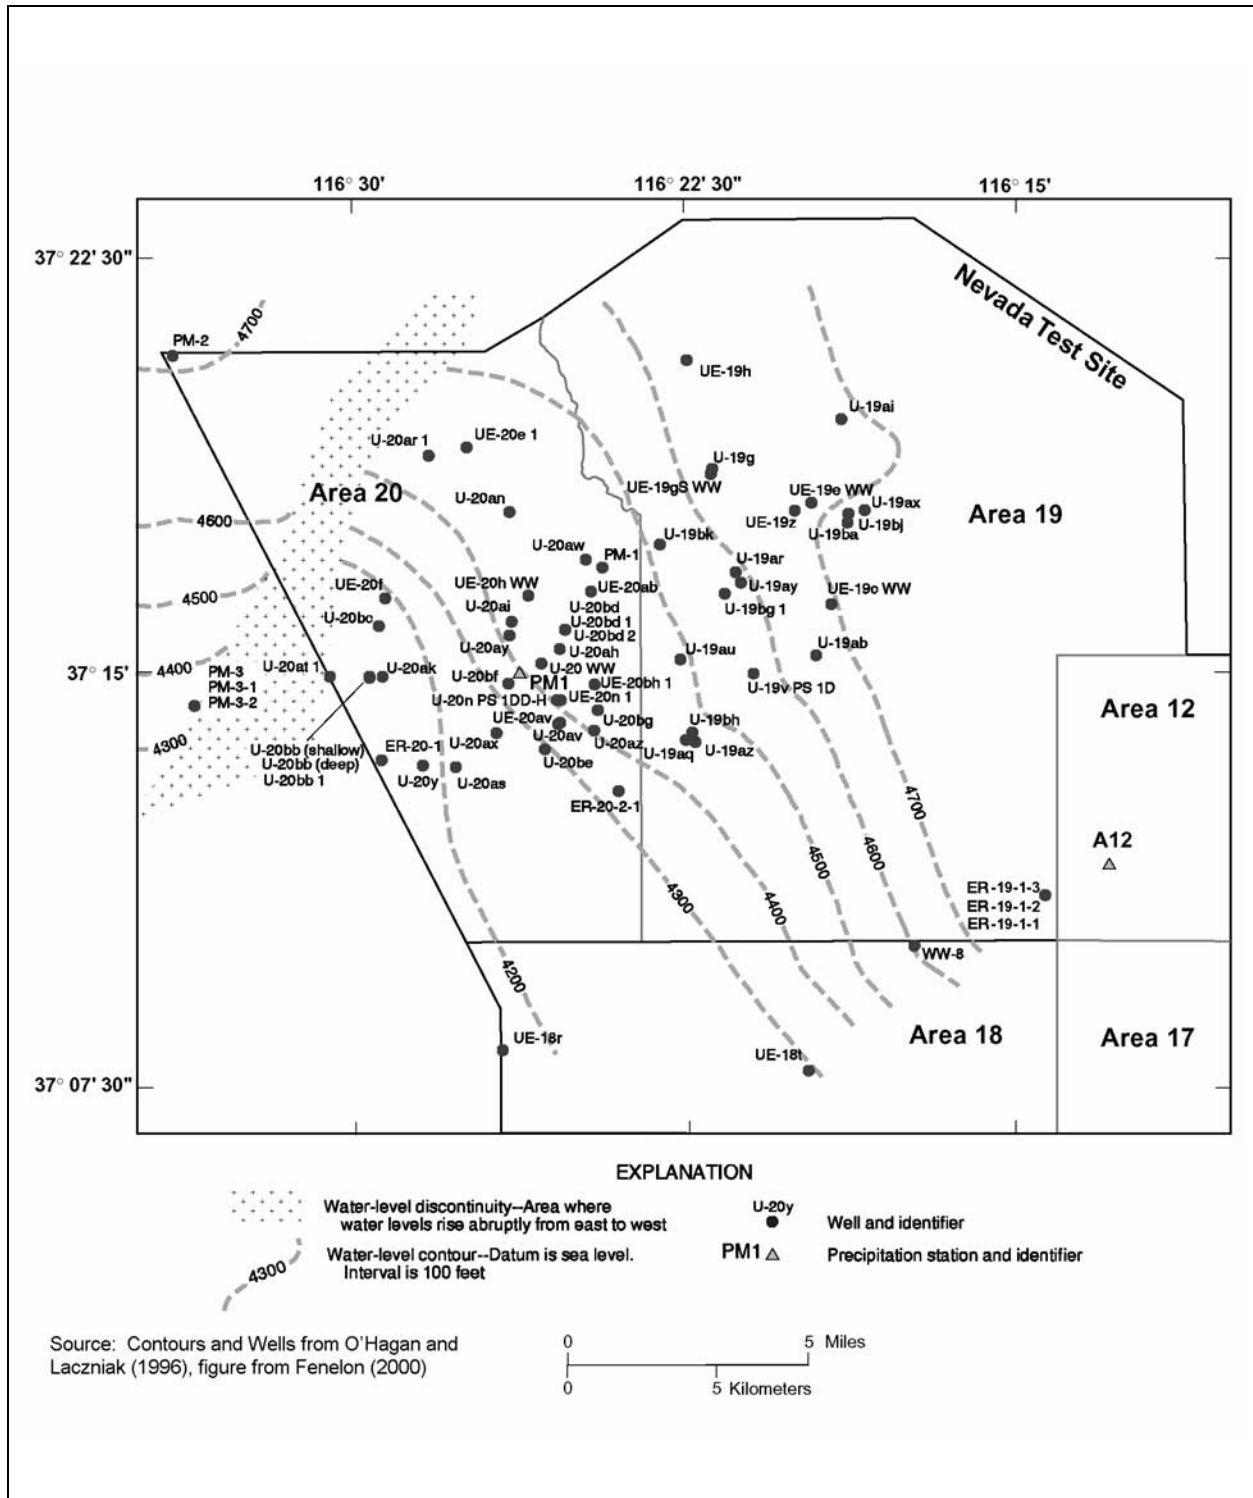 116° 30'
116° 22' 30"
116° 15'
37° 22' 30"
Nevada Test Site
4700
PM-2
UE-19h
U-19ai
U-20ar 1
UE-20e 1
U-19g
UE-19gS WW
Area 20
U-20an
UE-19e WW
U-19ax
UE-19z
U-19ba
U-19bj
Area 19
4600
U-19bk
U-20aw
PM-1
U-19ar
U-19ay
UE-20f
UE-20h WW
UE-20ab
UE-19c WW
4500
U-19bg 1
U-20ai
U-20bd
U-20bd 1
U-20bd 2
U-20bc
U-20ay
U-20ah
U-19ab
U-19au
37° 15'
4400
PM-3
PM-3-1
PM-3-2
U-20at 1
U-20ak
U-20bf
PM1
U-20 WW
UE-20bh 1
U-19v PS 1D
U-20n PS 1DD-H
UE-20n 1
Area 12
UE-20av
U-20bg
U-19bh
4300
U-20bb (shallow)
U-20bb (deep)
U-20bb 1
ER-20-1
U-20ax
U-20av
U-20az
U-19aq
U-19az
U-20be
U-20y
U-20as
ER-20-2-1
4700
A12
4600
4500
4400
4300
ER-19-1-3
ER-19-1-2
ER-19-1-1
WW-8
4200
UE-18r
Area 18
Area 17
UE-18t
37° 07' 30"
EXPLANATION
Water-level discontinuity--Area where
water levels rise abruptly from east to west
U-20y
Well and identifier
Water-level contour--Datum is sea level.
Interval is 100 feet
4300
PM1
Precipitation station and identifier
Source: Contours and Wells from O'Hagan and
Laczniak (1996), figure from Fenelon (2000)
0 5 Miles
0 5 Kilometers